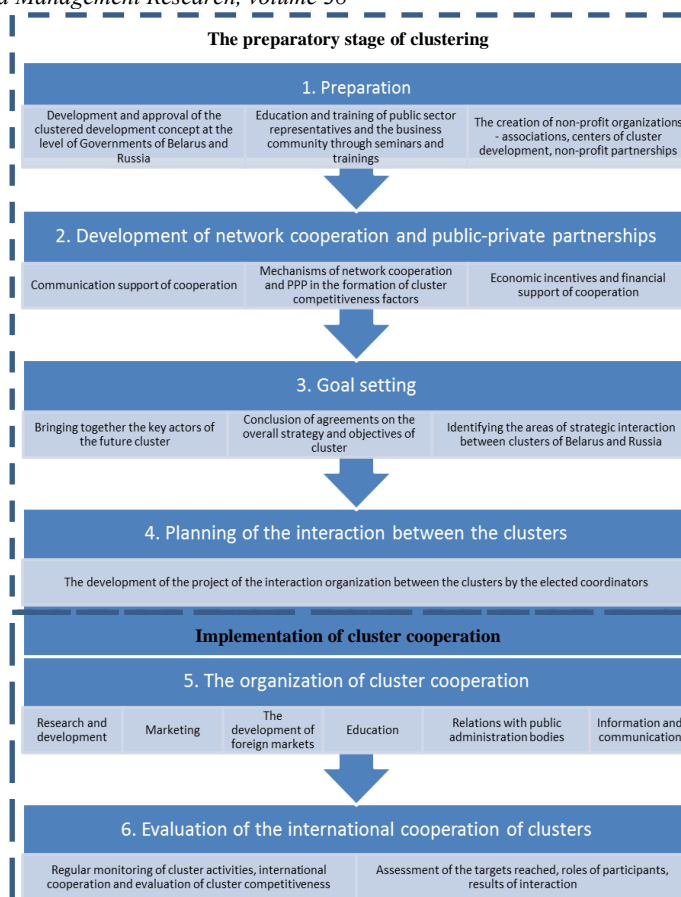 d Management Research, volume 38
The preparatory stage of clustering
1. Preparation
Development and approval of the
clustered development concept at the
level of Governments of Belarus and
Russia
Education and training of public sector
representatives and the business
community through seminars and
trainings
The creation of non-profit organizations
- associations, centers of cluster
development, non-profit partnerships
2. Development of network cooperation and public-private partnerships
Communication support of cooperation
Mechanisms of network cooperation
and PPP in the formation of cluster
competitiveness factors
Economic incentives and financial
support of cooperation
3. Goal setting
Bringing together the key actors of
the future cluster
Conclusion of agreements on the
overall strategy and objectives of
cluster
Identifying the areas of strategic interaction
between clusters of Belarus and Russia
4. Planning of the interaction between the clusters
The development of the project of the interaction organization between the clusters by the elected coordinators
Implementation of cluster cooperation
5. The organization of cluster cooperation
Research and
development
Marketing
The
development of
foreign markets
Education
Relations with public
administration bodies
Information and
communication
6. Evaluation of the international cooperation of clusters
Regular monitoring of cluster activities, international
cooperation and evaluation of cluster competitiveness
Assessment of the targets reached, roles of participants,
results of interaction